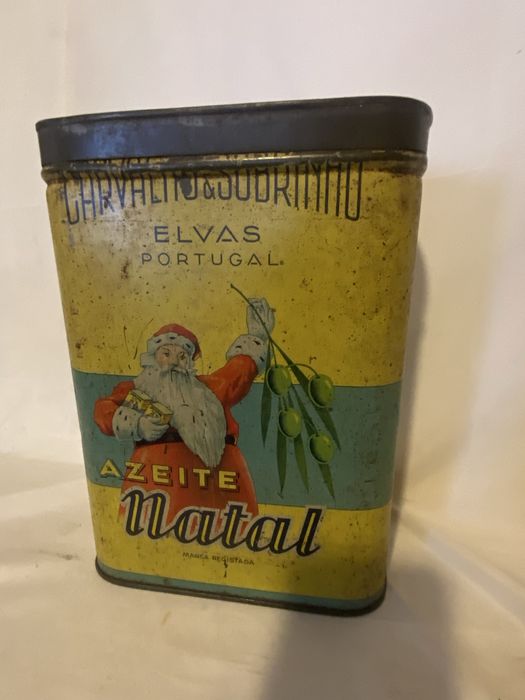 CARVALHO & SOBRINHO
ELVAS
PORTUGAL
AZEITE
Natal
MARCA REGISTADA